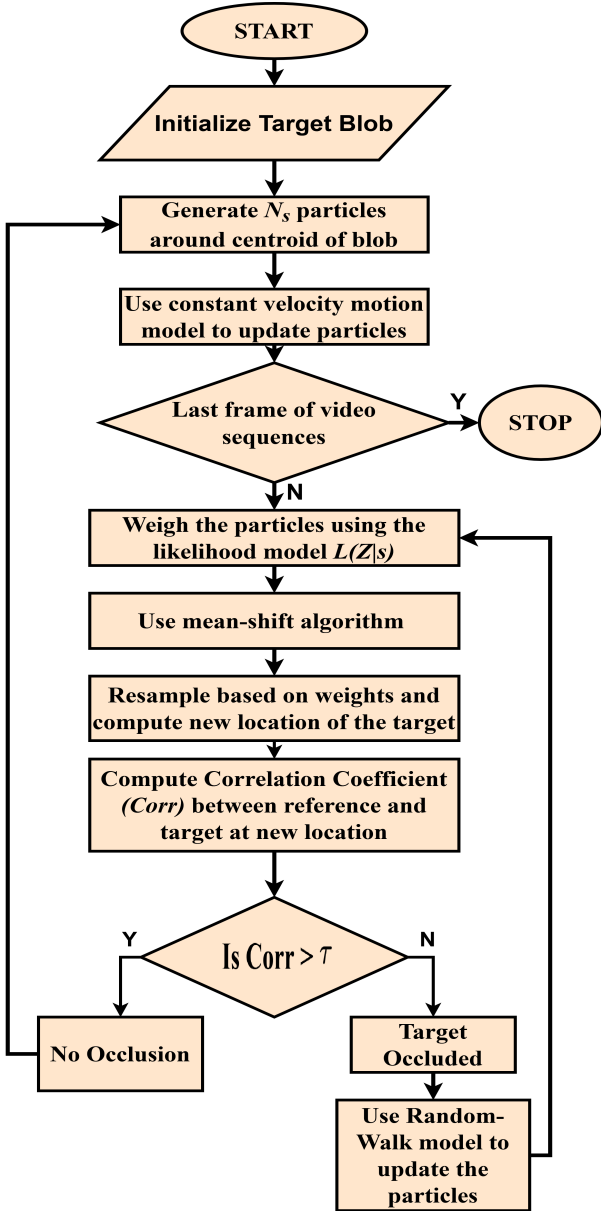 START
Initialize Target Blob
Generate Ns particles
around centroid of blob
Use constant velocity motion
model to update particles
Last frame of video
sequences
Y
STOP
N
Weigh the particles using the
likelihood model L(Z|s)
Use mean-shift algorithm
Resample based on weights and
compute new location of the target
Compute Correlation Coefficient
(Corr) between reference and
target at new location
Is Corr > τ
Y
N
No Occlusion
Target
Occluded
Use Random-
Walk model to
update the
particles